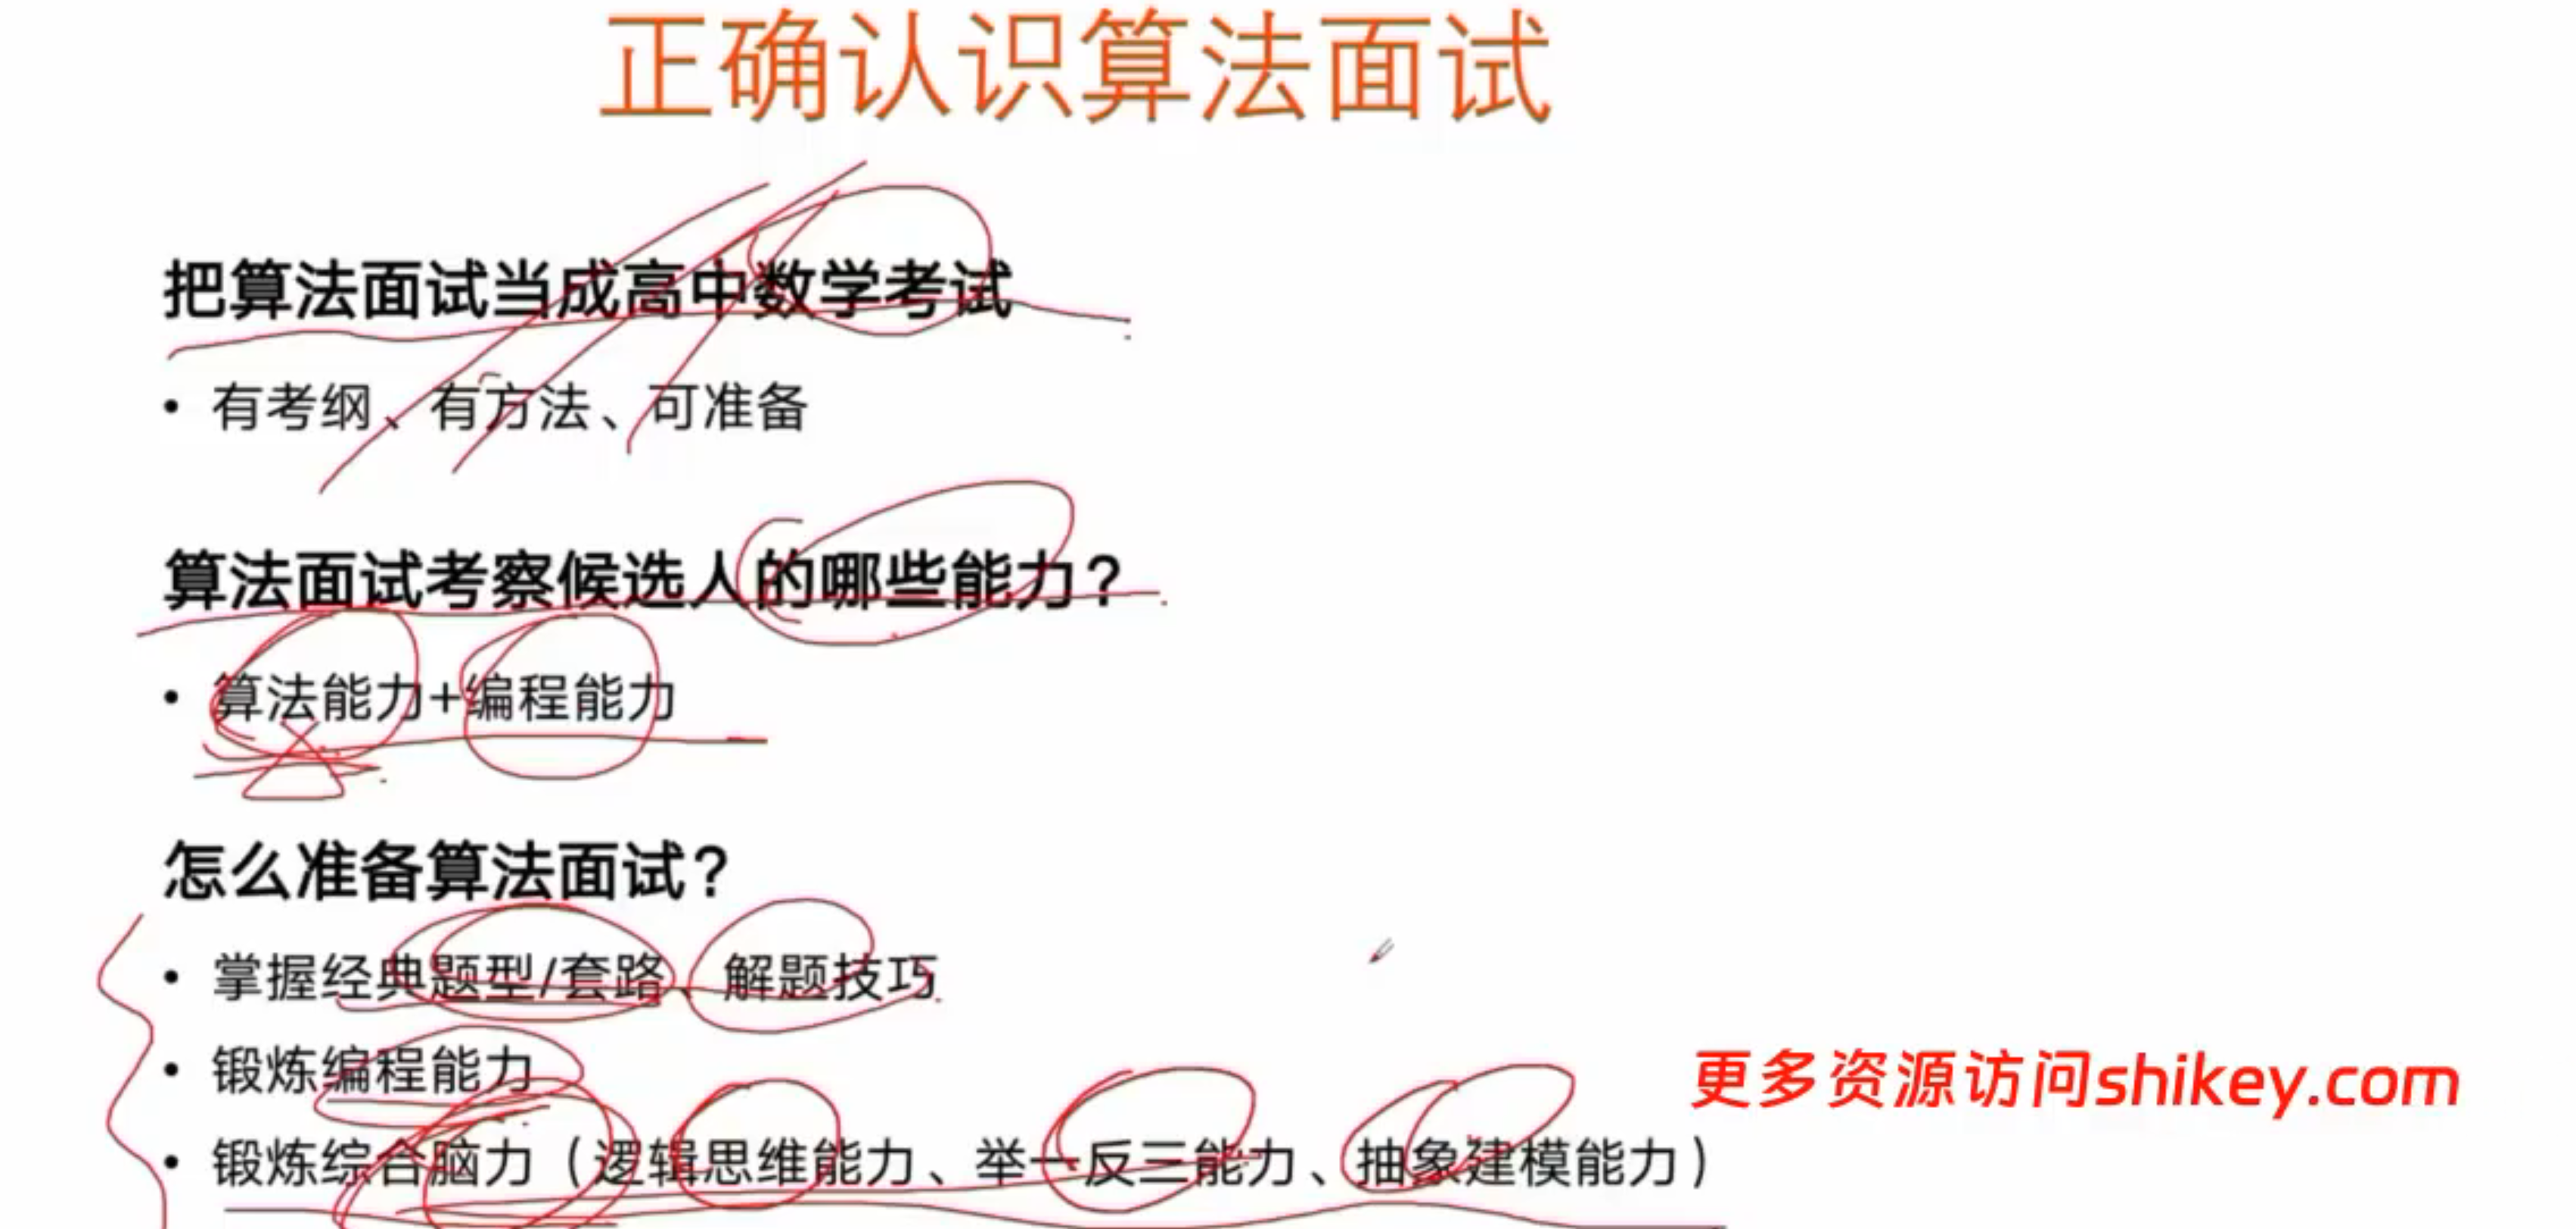 正确认识算法面试
把算法面试当成高中数学考试
• 有考纲、有方法、可准备
算法面试考察候选人的哪些能力？
• 算法能力+编程能力
怎么准备算法面试？
• 掌握经典题型/套路、解题技巧
• 锻炼编程能力
更多资源访问shikey.com
• 锻炼综合脑力（逻辑思维能力、举一反三能力、抽象建模能力）